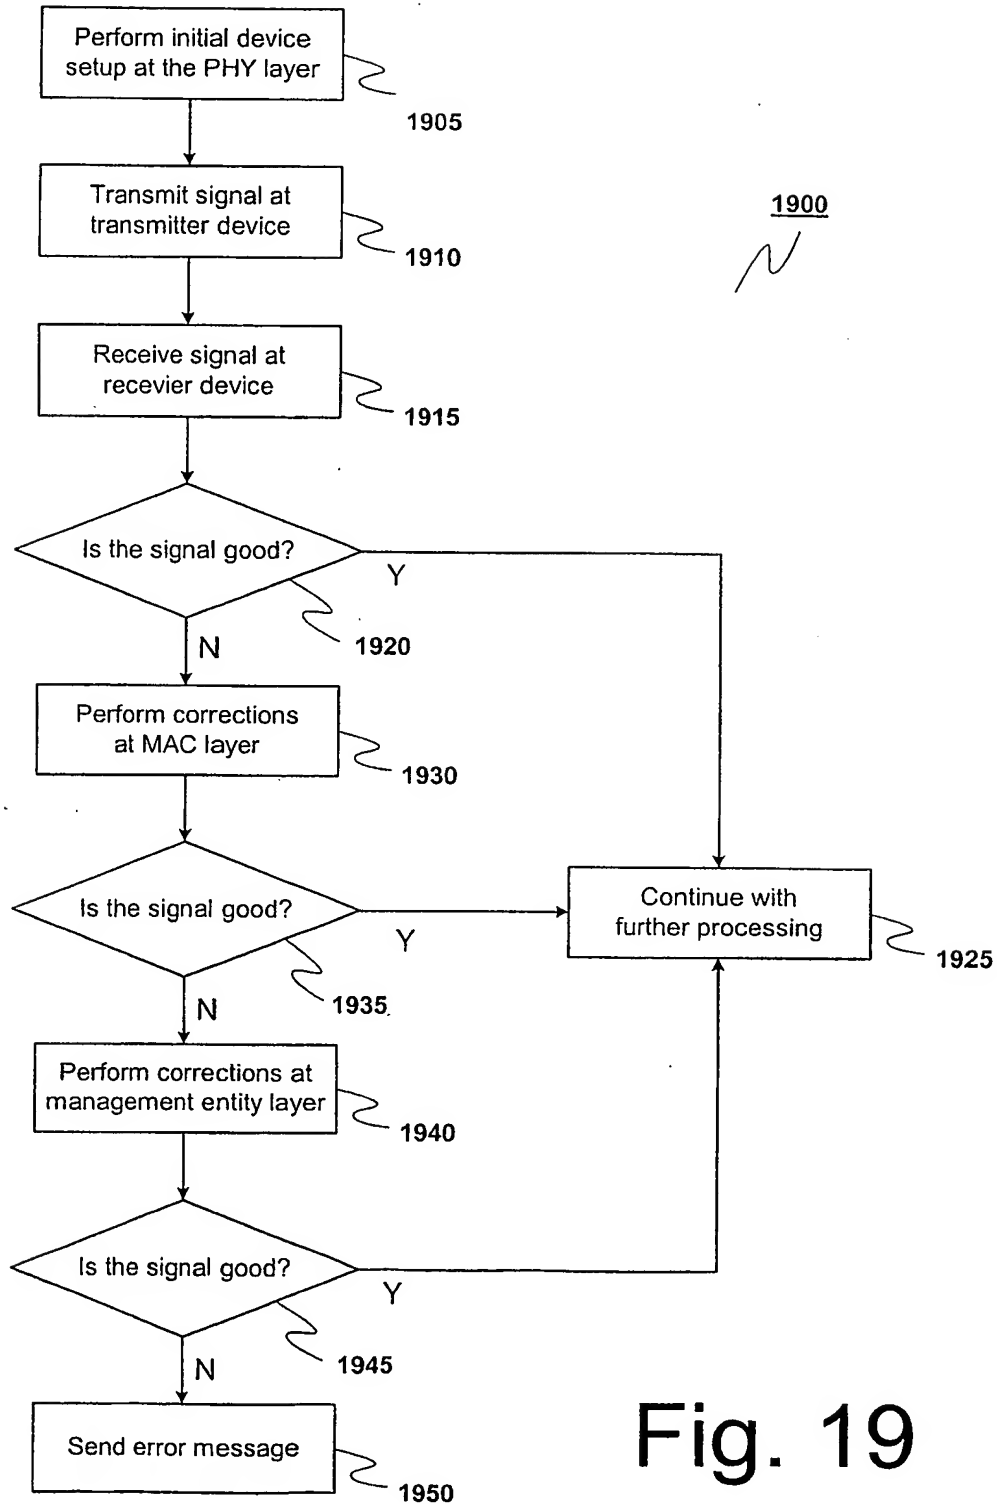 Perform initial device
setup at the PHY layer
1905
Transmit signal at
transmitter device
1910
1900
Receive signal at
recevier device
1915
Is the signal good?
Y
1920
N
Perform corrections
at MAC layer
1930
Is the signal good?
Y
Continue with
further processing
1925
1935
N
Perform corrections at
management entity layer
1940
Is the signal good?
Y
1945
N
Send error message
1950
Fig. 19